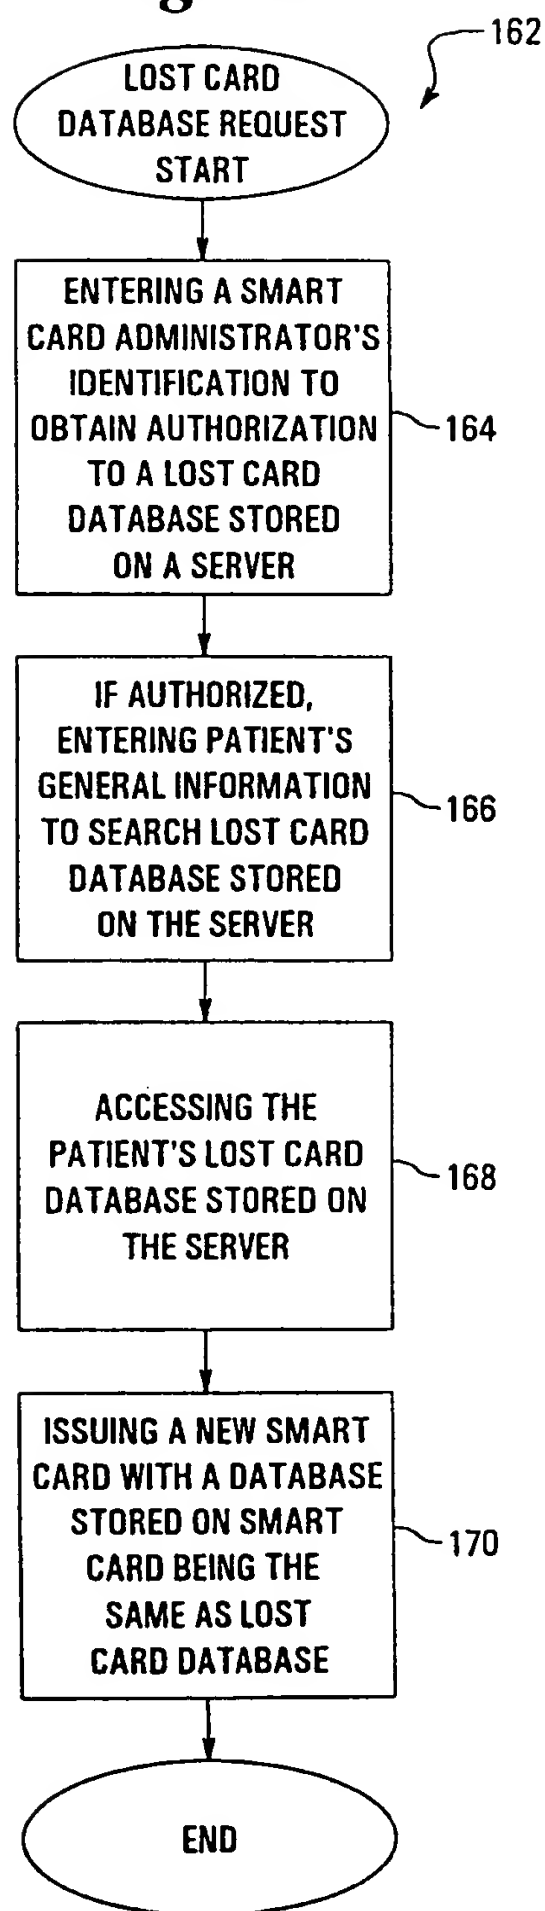 162
LOST CARD
DATABASE REQUEST
START
ENTERING A SMART
CARD ADMINISTRATOR'S
IDENTIFICATION TO
OBTAIN AUTHORIZATION
TO A LOST CARD
DATABASE STORED
ON A SERVER
164
IF AUTHORIZED,
ENTERING PATIENT'S
GENERAL INFORMATION
TO SEARCH LOST CARD
DATABASE STORED
ON THE SERVER
166
ACCESSING THE
PATIENT'S LOST CARD
DATABASE STORED ON
THE SERVER
168
ISSUING A NEW SMART
CARD WITH A DATABASE
STORED ON SMART
CARD BEING THE
SAME AS LOST
CARD DATABASE
170
END